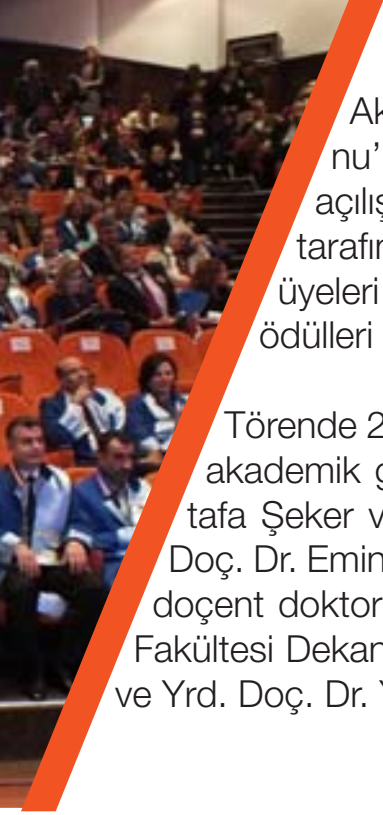 Ak
nu’
açılış
tarafın
üyeleri
ödülleri
Törende 2
akademik g
tafa Şeker v
Doç. Dr. Emin
doçent doktor
Fakültesi Dekan
ve Yrd. Doç. Dr. Y